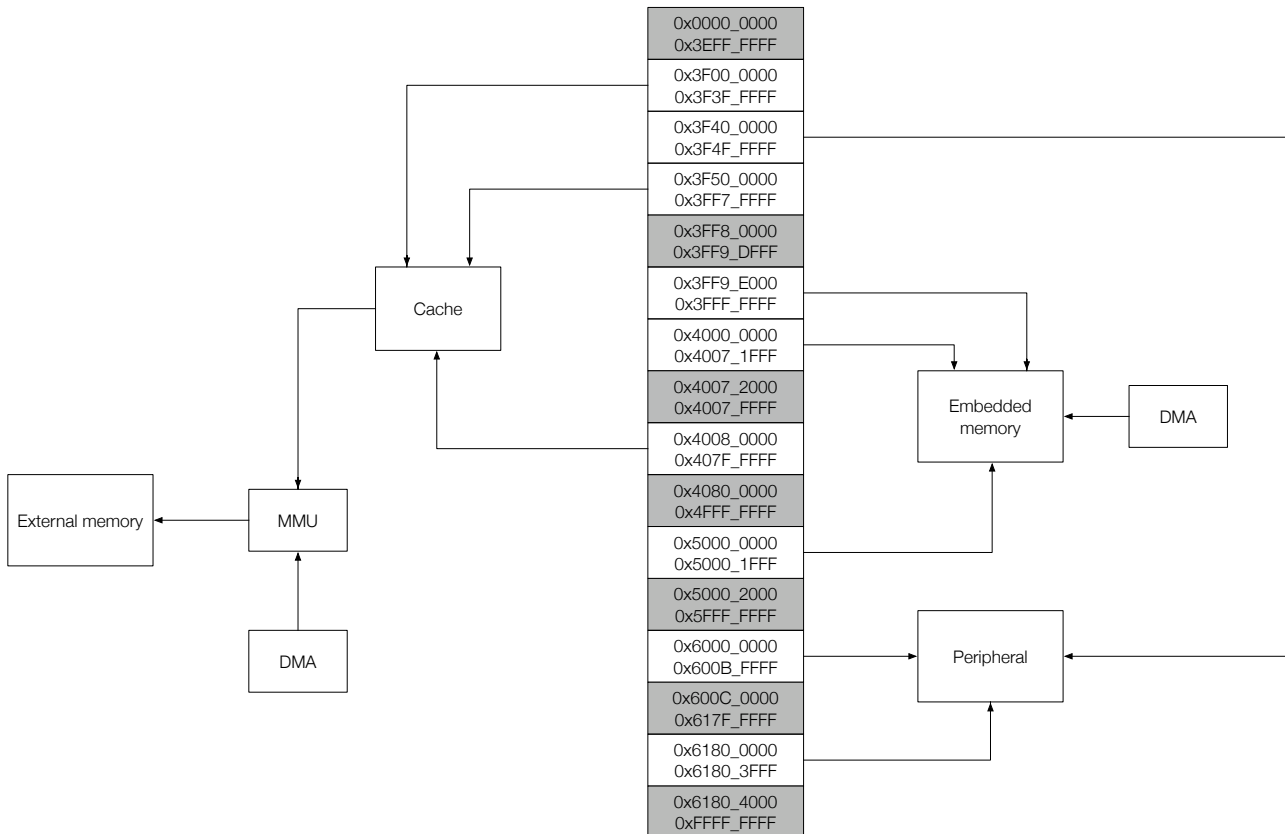 0x0000_0000
0x3EFF_FFFF
0x3F00_0000
0x3F3F_FFFF
0x3F40_0000
0x3F4F_FFFF
0x3F50_0000
0x3FF7_FFFF
0x3FF8_0000
0x3FF9_DFFF
0x3FF9_E000
0x3FFF_FFFF
0x4000_0000
0x4007_1FFF
0x4007_2000
0x4007_FFFF
0x4008_0000
0x407F_FFFF
0x4080_0000
0x4FFF_FFFF
0x5000_0000
0x5000_1FFF
0x5000_2000
0x5FFF_FFFF
0x6000_0000
0x600B_FFFF
0x600C_0000
0x617F_FFFF
0x6180_0000
0x6180_3FFF
0x6180_4000
0xFFFF_FFFF
Cache
External memory
MMU
DMA
Embedded
memory
DMA
Peripheral